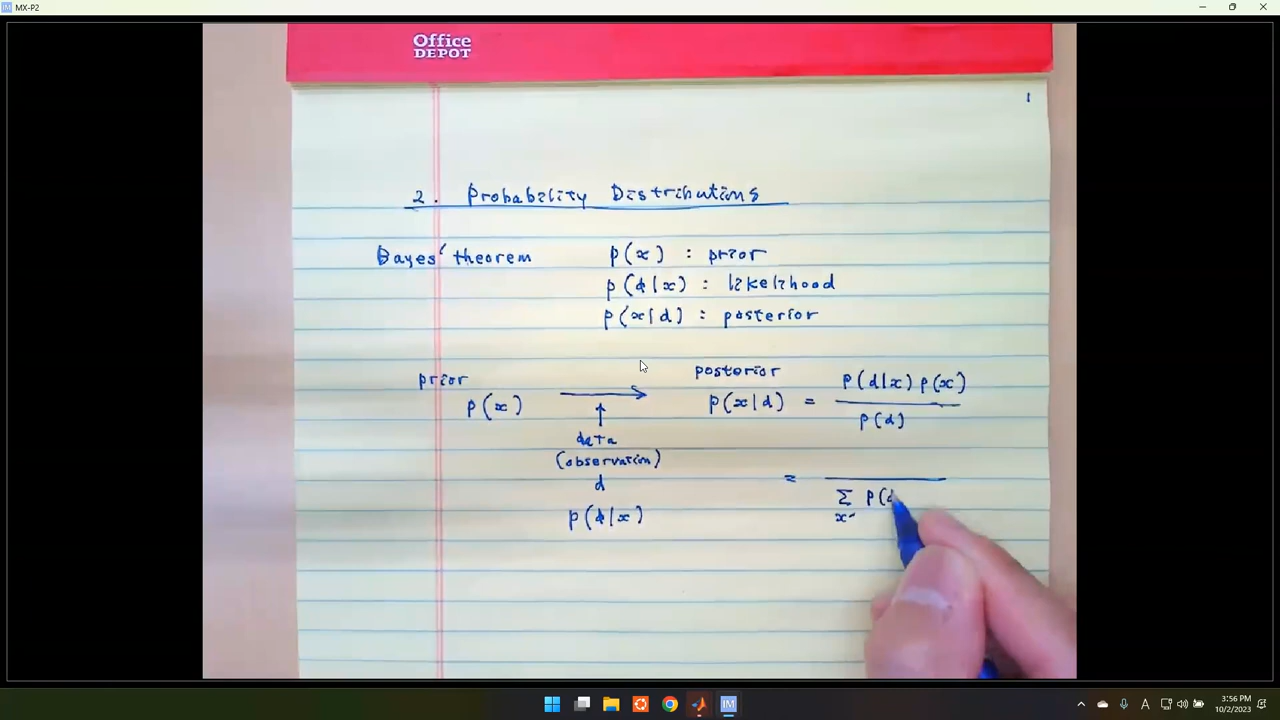 MX-P2
Office DEPOT
1
2. Probability Distributions
Bayes' theorem p(x) : prior
p(d|x) : likelihood
p(x|d) : posterior
prior posterior
p(x) p(x|d) = p(d|x) p(x) / p(d)
data
(observation)
d
p(d|x)
= Σ p(d
x
A
3:56 PM
10/2/2023